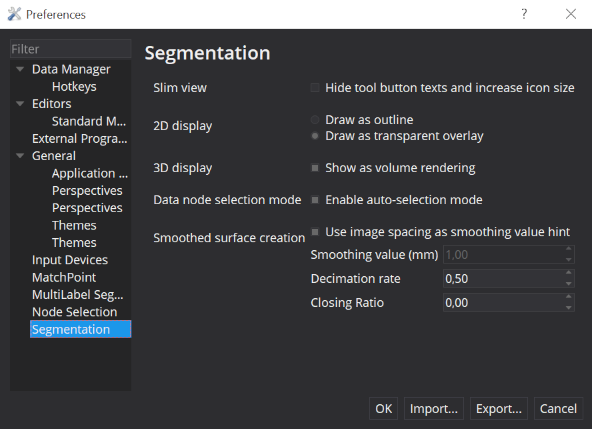 Preferences
?
Filter
Data Manager
Hotkeys
Editors
Standard M...
External Progra...
General
Application ...
Perspectives
Perspectives
Themes
Themes
Input Devices
MatchPoint
MultiLabel Seg...
Node Selection
Segmentation
Segmentation
Slim view
Hide tool button texts and increase icon size
2D display
Draw as outline
Draw as transparent overlay
3D display
Show as volume rendering
Data node selection mode
Enable auto-selection mode
Smoothed surface creation
Use image spacing as smoothing value hint
Smoothing value (mm) 1,00
Decimation rate 0,50
Closing Ratio 0,00
OK Import... Export... Cancel